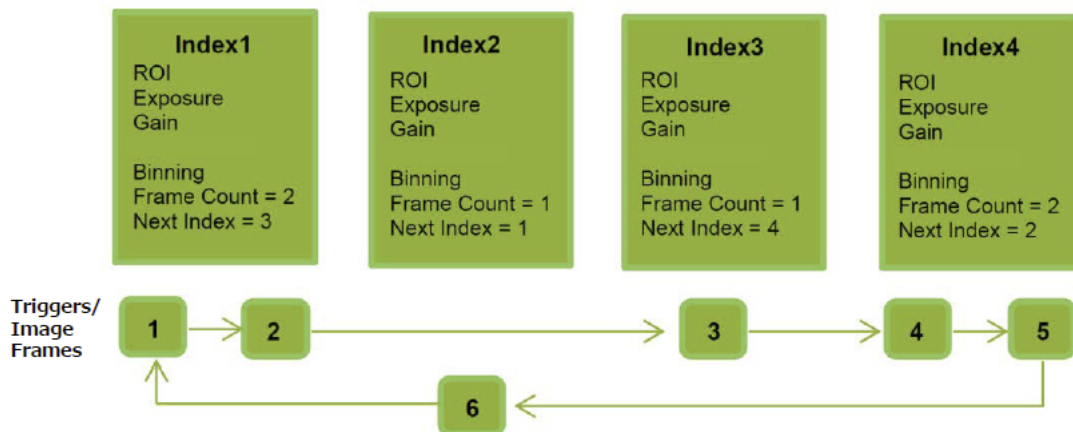 Index1
ROI
Exposure
Gain
Binning
Frame Count = 2
Next Index = 3
Index2
ROI
Exposure
Gain
Binning
Frame Count = 1
Next Index = 1
Index3
ROI
Exposure
Gain
Binning
Frame Count = 1
Next Index = 4
Index4
ROI
Exposure
Gain
Binning
Frame Count = 2
Next Index = 2
Triggers/
Image
Frames
1
2
3
4
5
6